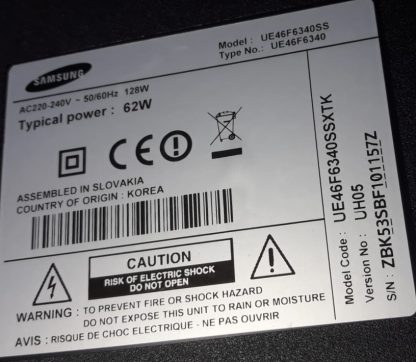 SAMSUNG
Model : UE46F6340SS
Type No.: UE46F6340
AC220-240V ~ 50/60Hz 128W
Typical power : 62W
CE
ASSEMBLED IN SLOVAKIA
COUNTRY OF ORIGIN : KOREA
CAUTION
RISK OF ELECTRIC SHOCK
DO NOT OPEN
WARNING : TO PREVENT FIRE OR SHOCK HAZARD
DO NOT EXPOSE THIS UNIT TO RAIN OR MOISTURE
AVIS : RISQUE DE CHOC ELECTRIQUE - NE PAS OUVRIR
Model Code : UE46F6340SSXTK
Version No : UH05
S/N : ZBK53SBF101157Z